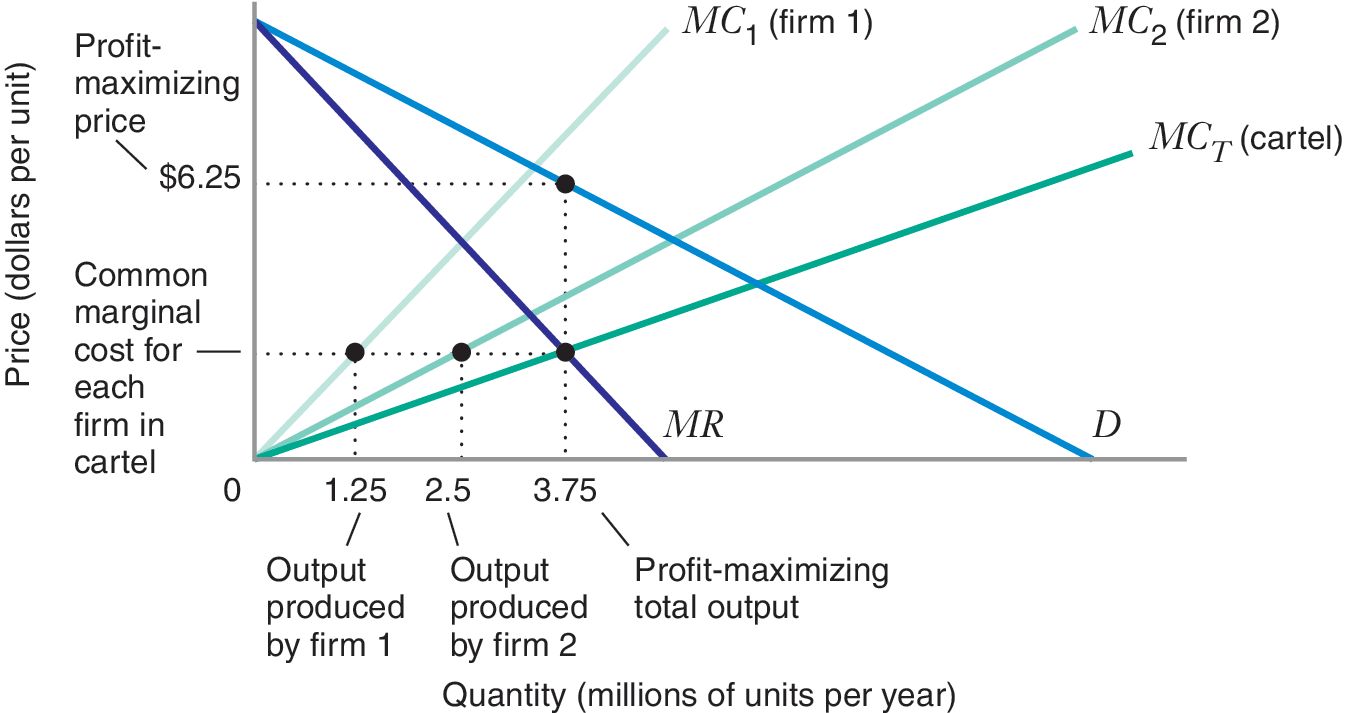 Price (dollars per unit)
Profit-
maximizing
price
$6.25
Common
marginal
cost for
each
firm in
cartel
MC1 (firm 1)
MC2 (firm 2)
MCT (cartel)
MR
D
0
1.25
2.5
3.75
Output
produced
by firm 1
Output
produced
by firm 2
Profit-maximizing
total output
Quantity (millions of units per year)